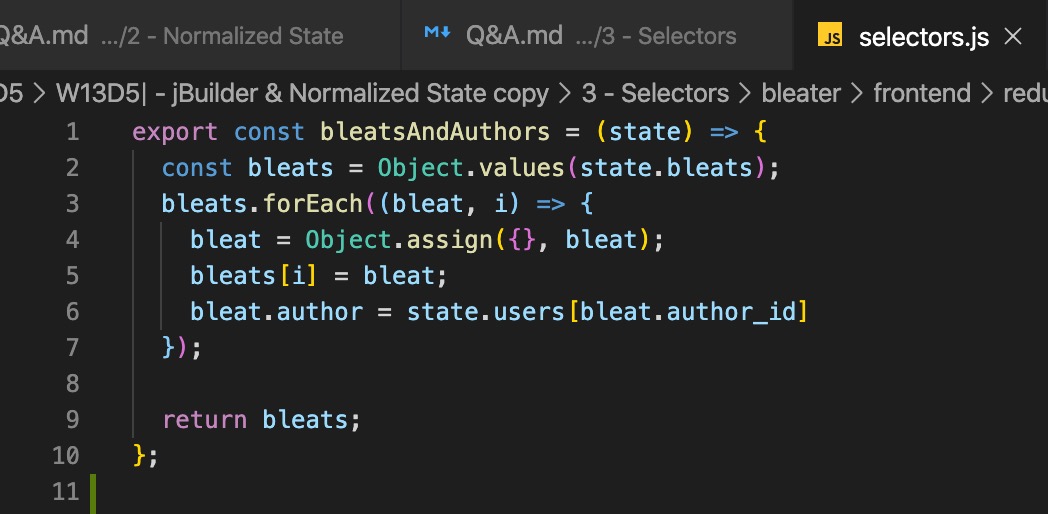 Q&A.md .../2 - Normalized State Q&A.md .../3 - Selectors JS selectors.js
W13D5| - jBuilder & Normalized State copy > 3 - Selectors > bleater > frontend >
1 export const bleatsAndAuthors = (state) => {
2 const bleats = Object.values(state.bleats);
3 bleats.forEach((bleat, i) => {
4 bleat = Object.assign({}, bleat);
5 bleats[i] = bleat;
6 bleat.author = state.users[bleat.author_id]
7 });
8
9 return bleats;
10 };
11